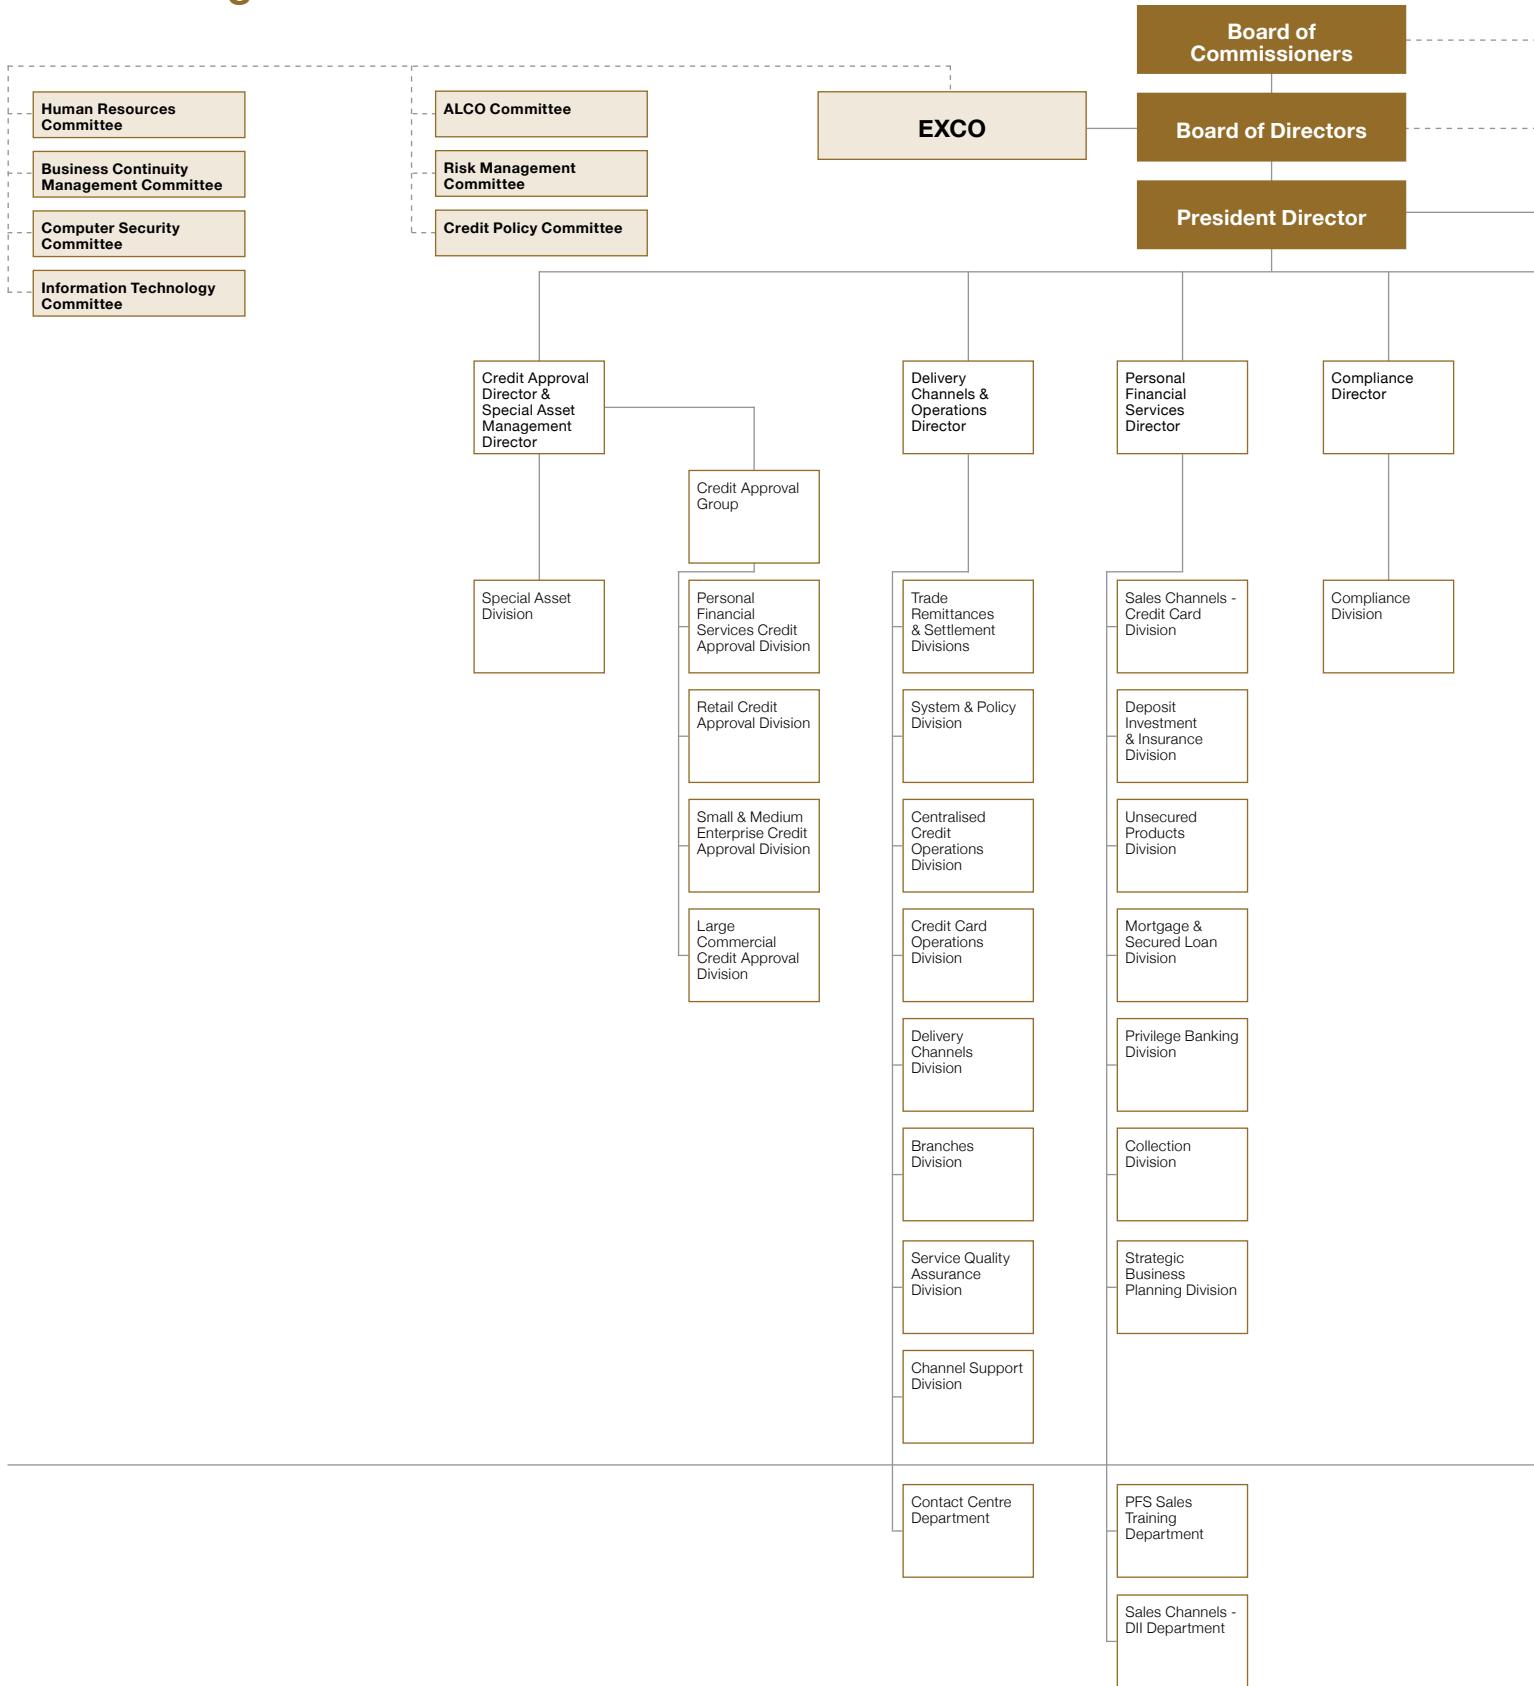 Board of
Commissioners
Human Resources
Committee
ALCO Committee
EXCO
Board of Directors
Business Continuity
Management Committee
Risk Management
Committee
President Director
Computer Security
Committee
Credit Policy Committee
Information Technology
Committee
Credit Approval
Director &
Special Asset
Management
Director
Delivery
Channels &
Operations
Director
Personal
Financial
Services
Director
Compliance
Director
Credit Approval
Group
Special Asset
Division
Personal
Financial
Services Credit
Approval Division
Trade
Remittances
& Settlement
Divisions
Sales Channels -
Credit Card
Division
Compliance
Division
Retail Credit
Approval Division
System & Policy
Division
Deposit
Investment
& Insurance
Division
Small & Medium
Enterprise Credit
Approval Division
Centralised
Credit
Operations
Division
Unsecured
Products
Division
Large
Commercial
Credit Approval
Division
Credit Card
Operations
Division
Mortgage &
Secured Loan
Division
Delivery
Channels
Division
Privilege Banking
Division
Branches
Division
Collection
Division
Service Quality
Assurance
Division
Strategic
Business
Planning Division
Channel Support
Division
Contact Centre
Department
PFS Sales
Training
Department
Sales Channels -
DII Department